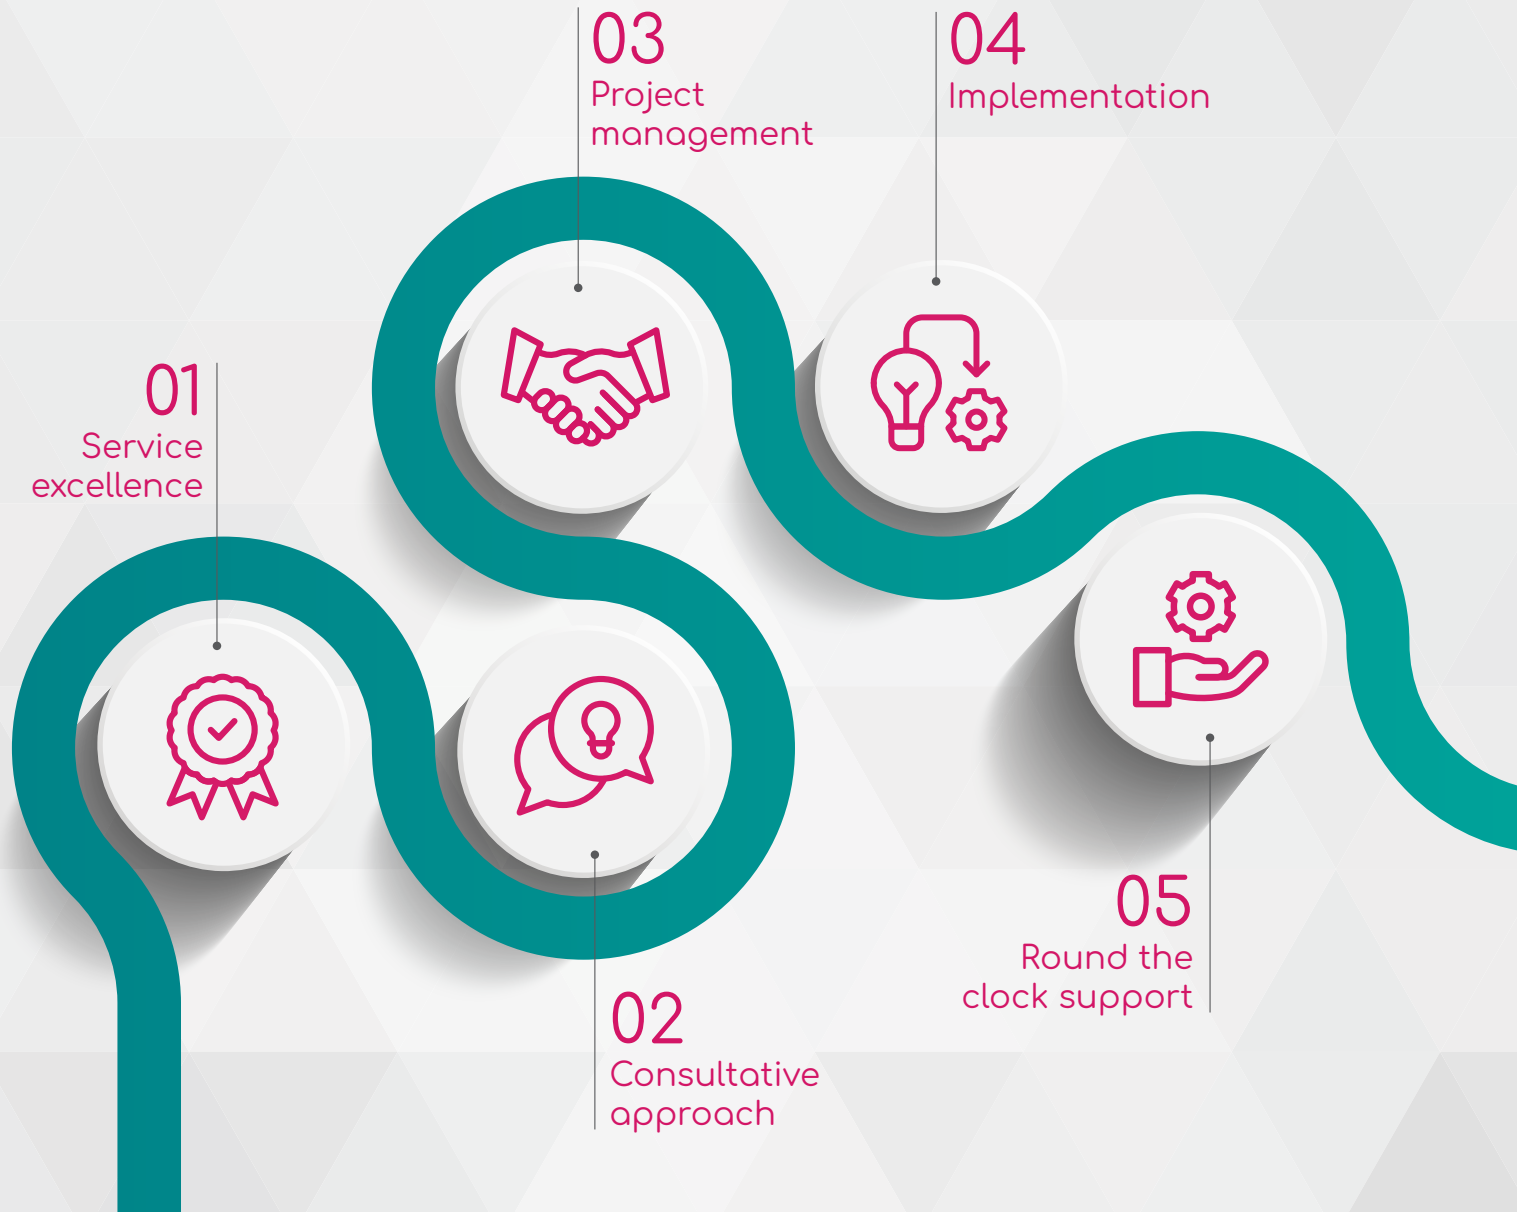 01
Service
excellence
02
Consultative
approach
03
Project
management
04
Implementation
05
Round the
clock support